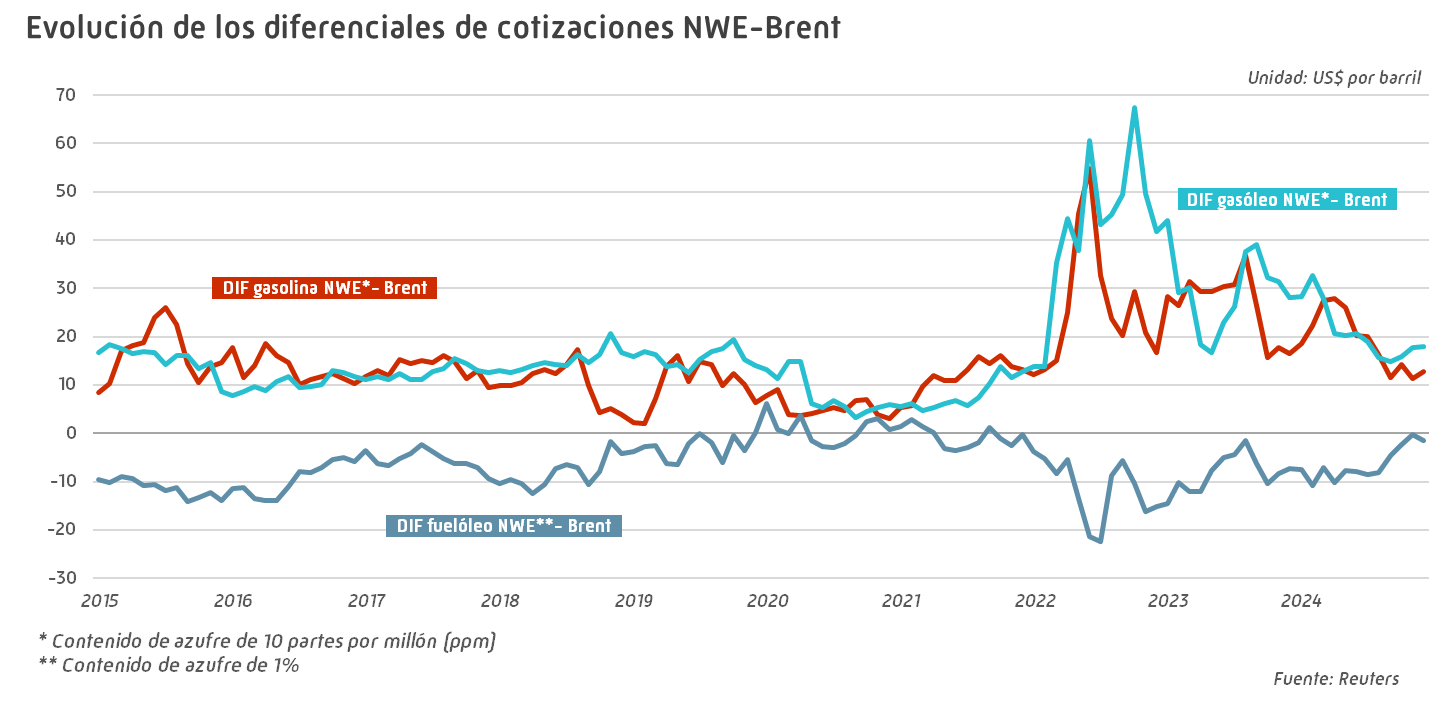 Evolución de los diferenciales de cotizaciones NWE-Brent
Unidad: US$ por barril
70
60
50
40
30
20
10
0
-10
-20
-30
DIF gasóleo NWE*- Brent
DIF gasolina NWE*- Brent
DIF fuelóleo NWE**- Brent
2015 2016 2017 2018 2019 2020 2021 2022 2023 2024
* Contenido de azufre de 10 partes por millón (ppm)
** Contenido de azufre de 1%
Fuente: Reuters